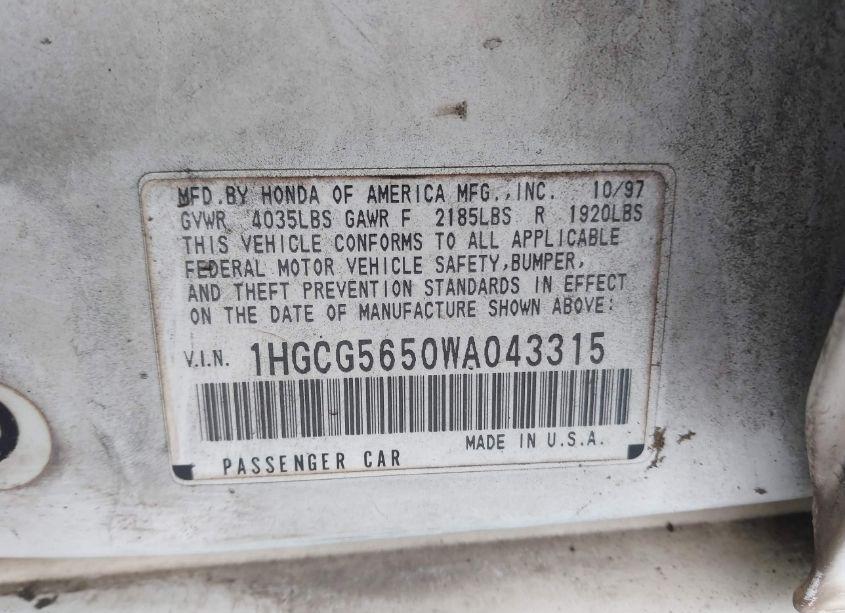 MFD.BY HONDA OF AMERICA MFG.,INC. 10/97
GVWR 4035LBS GAWR F 2185LBS R 1920LBS
THIS VEHICLE CONFORMS TO ALL APPLICABLE
FEDERAL MOTOR VEHICLE SAFETY,BUMPER,
AND THEFT PREVENTION STANDARDS IN EFFECT
ON THE DATE OF MANUFACTURE SHOWN ABOVE:
V.I.N. 1HGCG5650WA043315
PASSENGER CAR MADE IN U.S.A.